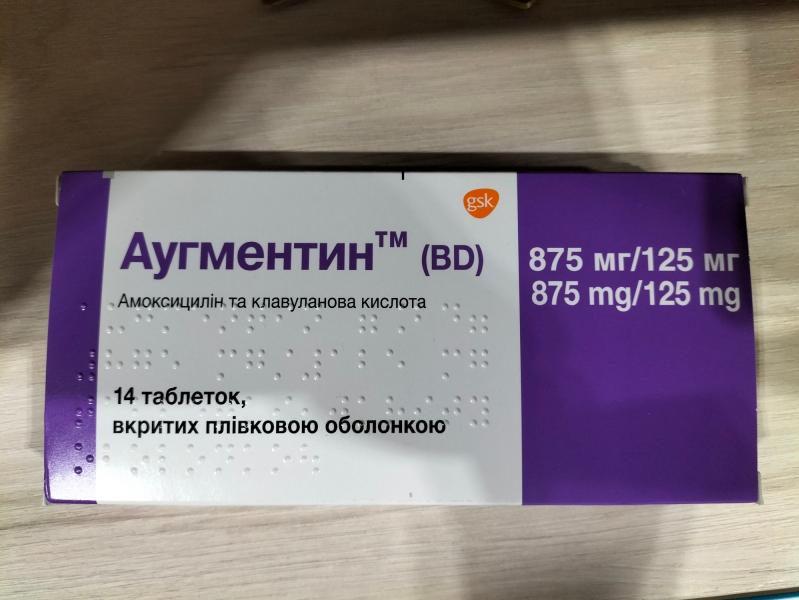 gsk
Аугментин™ (BD)
875 мг/125 мг
875 mg/125 mg
Амоксицилін та клавуланова кислота
14 таблеток,
вкритих плівковою оболонкою